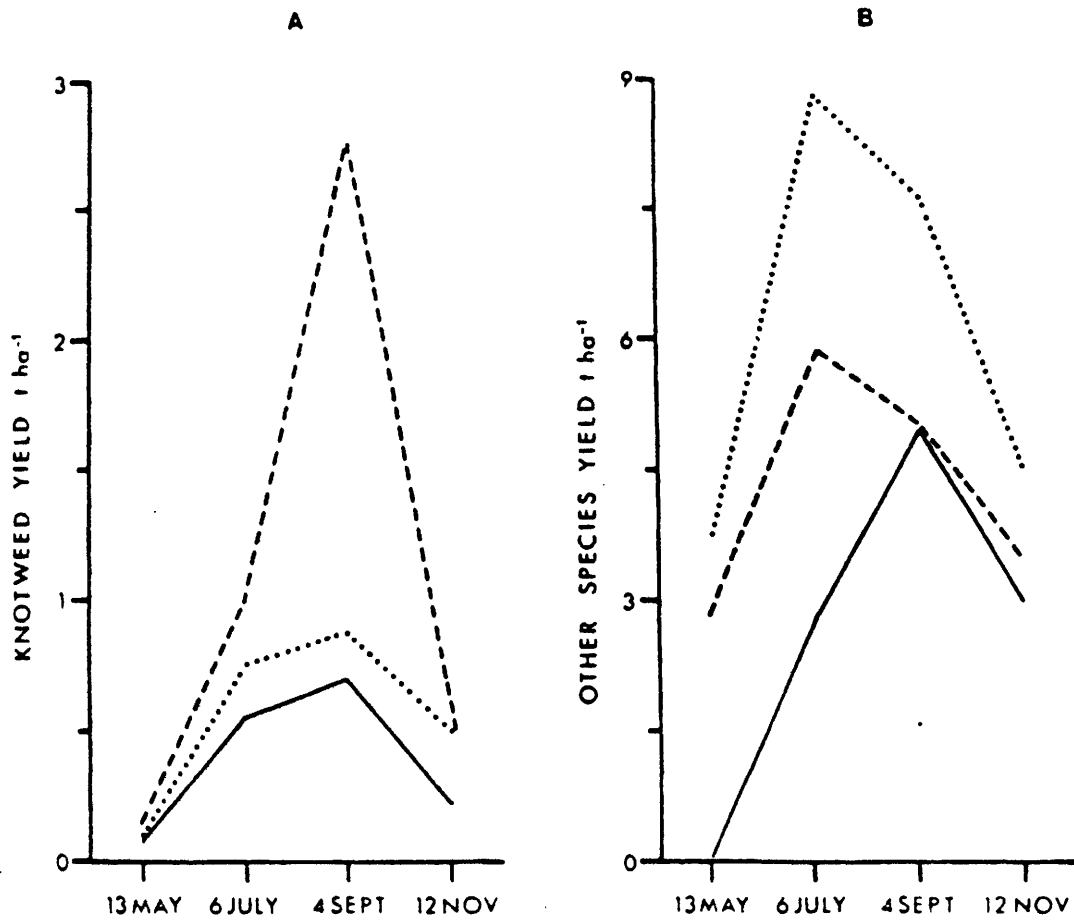 A
3
2
1
0
KNOTWEED YIELD t ha⁻¹
13 MAY 6 JULY 4 SEPT 12 NOV
B
9
6
3
0
OTHER SPECIES YIELD t ha⁻¹
13 MAY 6 JULY 4 SEPT 12 NOV